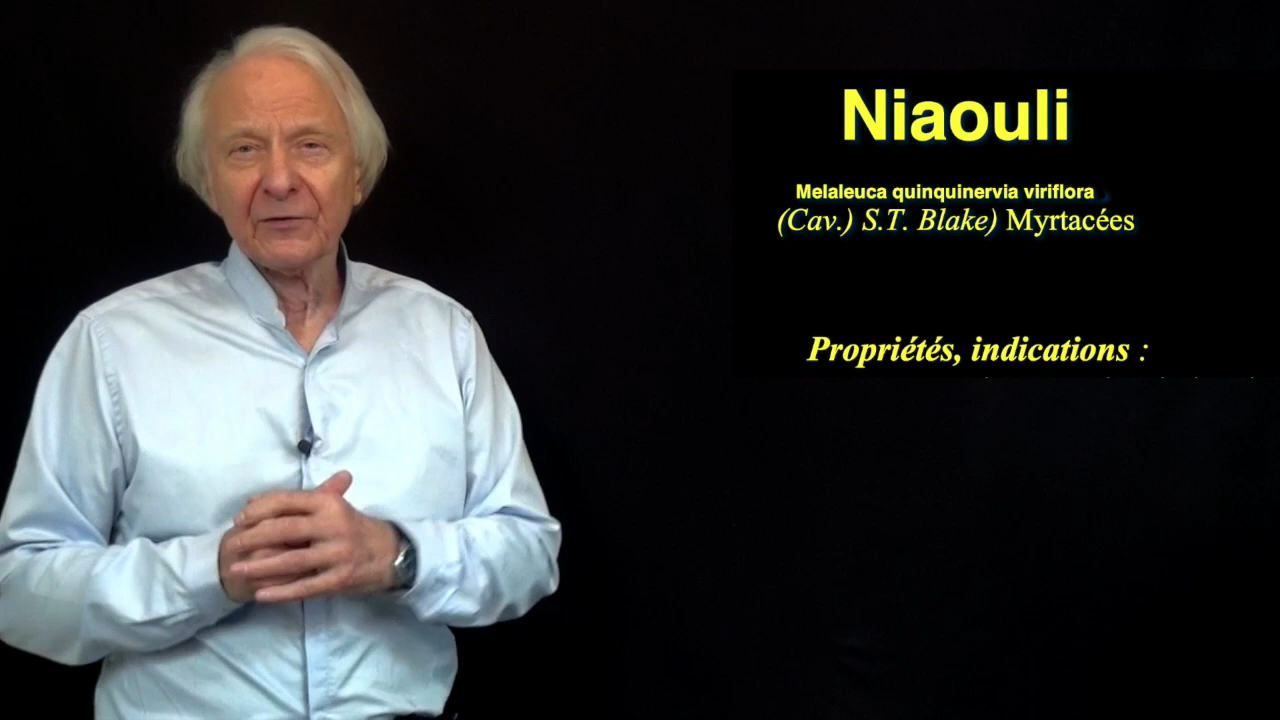 Niaouli
Melaleuca quinquinervia viriflora
(Cav.) S.T. Blake) Myrtacées
Propriétés, indications :